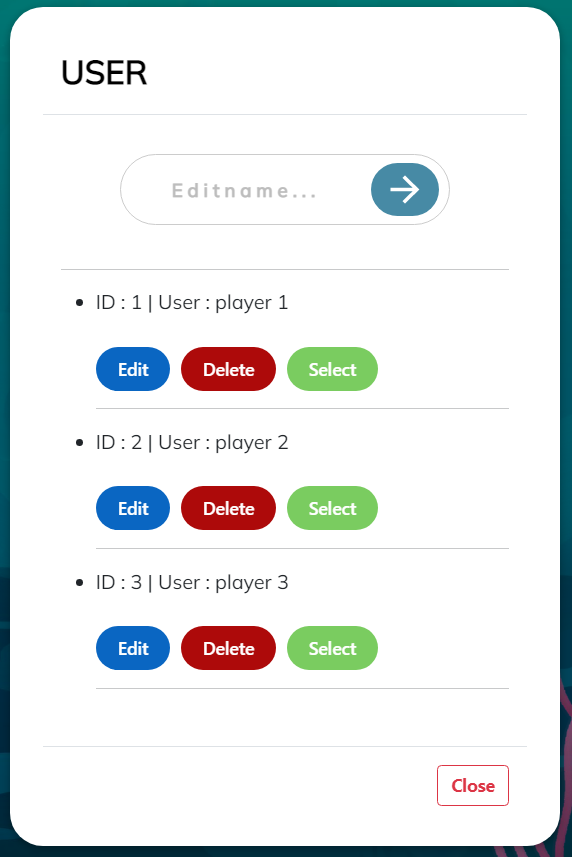 USER
Editname...
ID : 1 | User : player 1
Edit Delete Select
ID : 2 | User : player 2
Edit Delete Select
ID : 3 | User : player 3
Edit Delete Select
Close